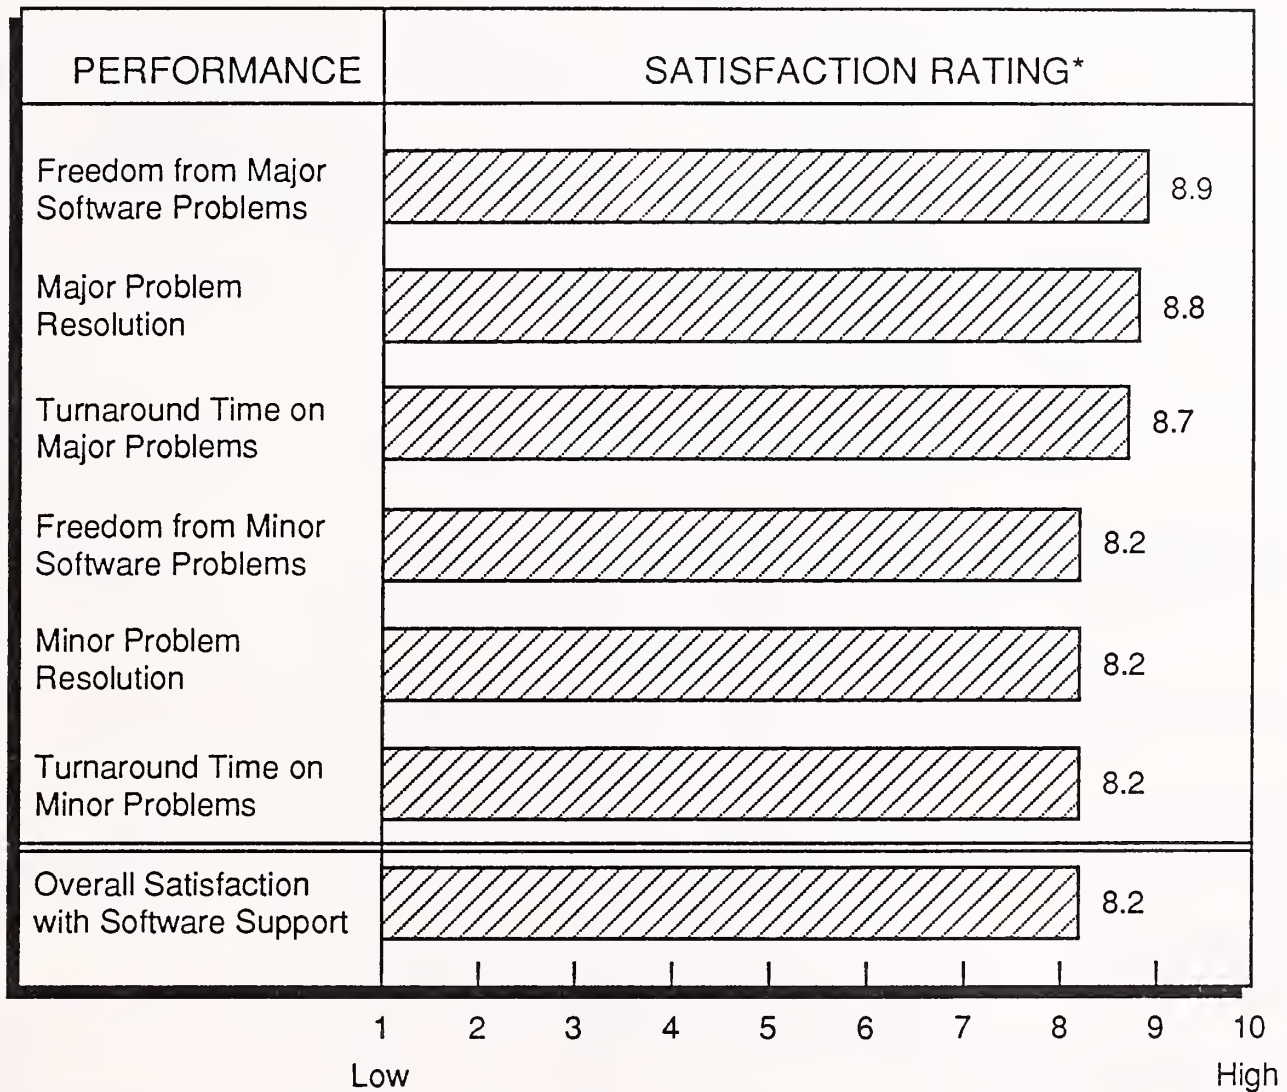 PERFORMANCE
SATISFACTION RATING*
Freedom from Major
Software Problems
8.9
Major Problem
Resolution
8.8
Turnaround Time on
Major Problems
8.7
Freedom from Minor
Software Problems
8.2
Minor Problem
Resolution
8.2
Turnaround Time on
Minor Problems
8.2
Overall Satisfaction
with Software Support
8.2
1 2 3 4 5 6 7 8 9 10
Low High